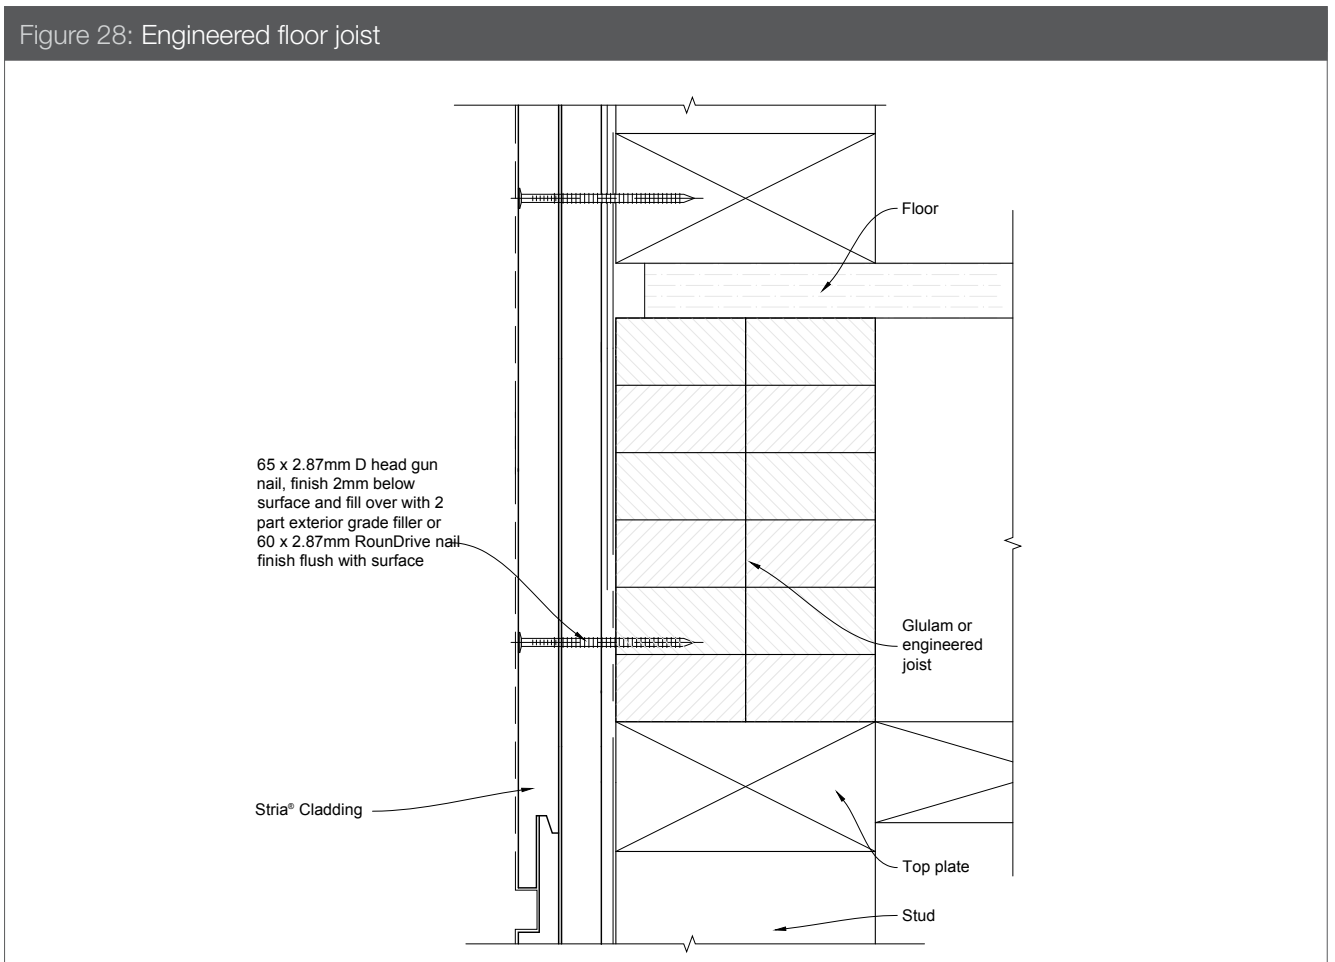 Figure 28: Engineered floor joist
Floor
65 x 2.87mm D head gun
nail, finish 2mm below
surface and fill over with 2
part exterior grade filler or
60 x 2.87mm RounDrive nail
finish flush with surface
Glulam or
engineered
joist
Stria® Cladding
Top plate
Stud